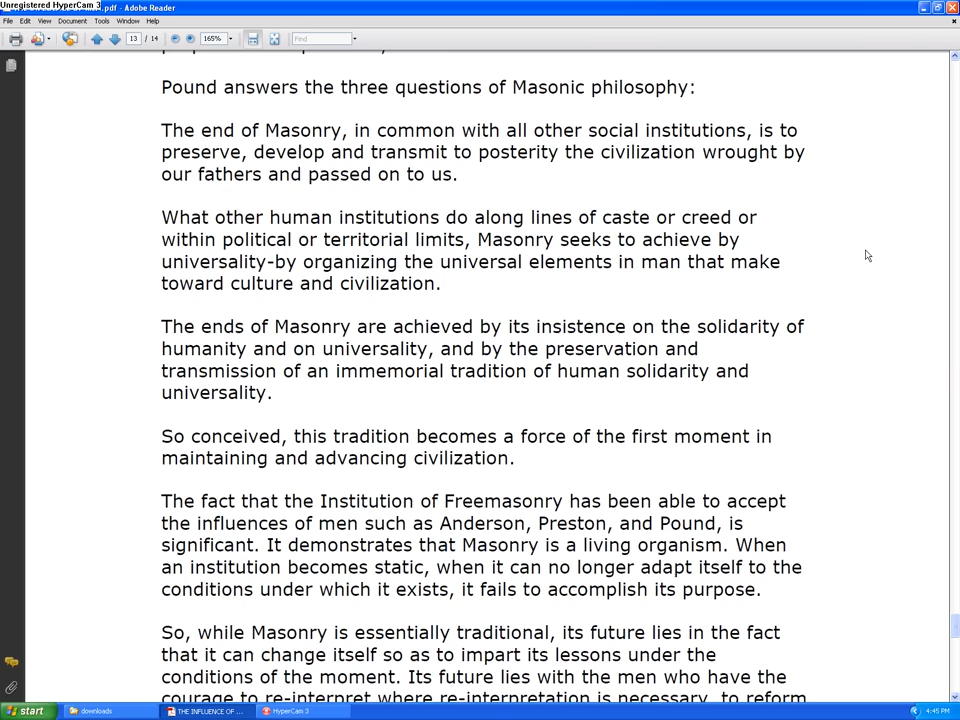 Unregistered HyperCam 3
.pdf - Adobe Reader
File Edit View Document Tools Window Help
13 / 14 165% Find
Pound answers the three questions of Masonic philosophy:
The end of Masonry, in common with all other social institutions, is to
preserve, develop and transmit to posterity the civilization wrought by
our fathers and passed on to us.
What other human institutions do along lines of caste or creed or
within political or territorial limits, Masonry seeks to achieve by
universality-by organizing the universal elements in man that make
toward culture and civilization.
The ends of Masonry are achieved by its insistence on the solidarity of
humanity and on universality, and by the preservation and
transmission of an immemorial tradition of human solidarity and
universality.
So conceived, this tradition becomes a force of the first moment in
maintaining and advancing civilization.
The fact that the Institution of Freemasonry has been able to accept
the influences of men such as Anderson, Preston, and Pound, is
significant. It demonstrates that Masonry is a living organism. When
an institution becomes static, when it can no longer adapt itself to the
conditions under which it exists, it fails to accomplish its purpose.
So, while Masonry is essentially traditional, its future lies in the fact
that it can change itself so as to impart its lessons under the
conditions of the moment. Its future lies with the men who have the
courage to re-interpret where re-interpretation is necessary, to reform
start downloads THE INFLUENCE OF ... HyperCam 3 4:45 PM